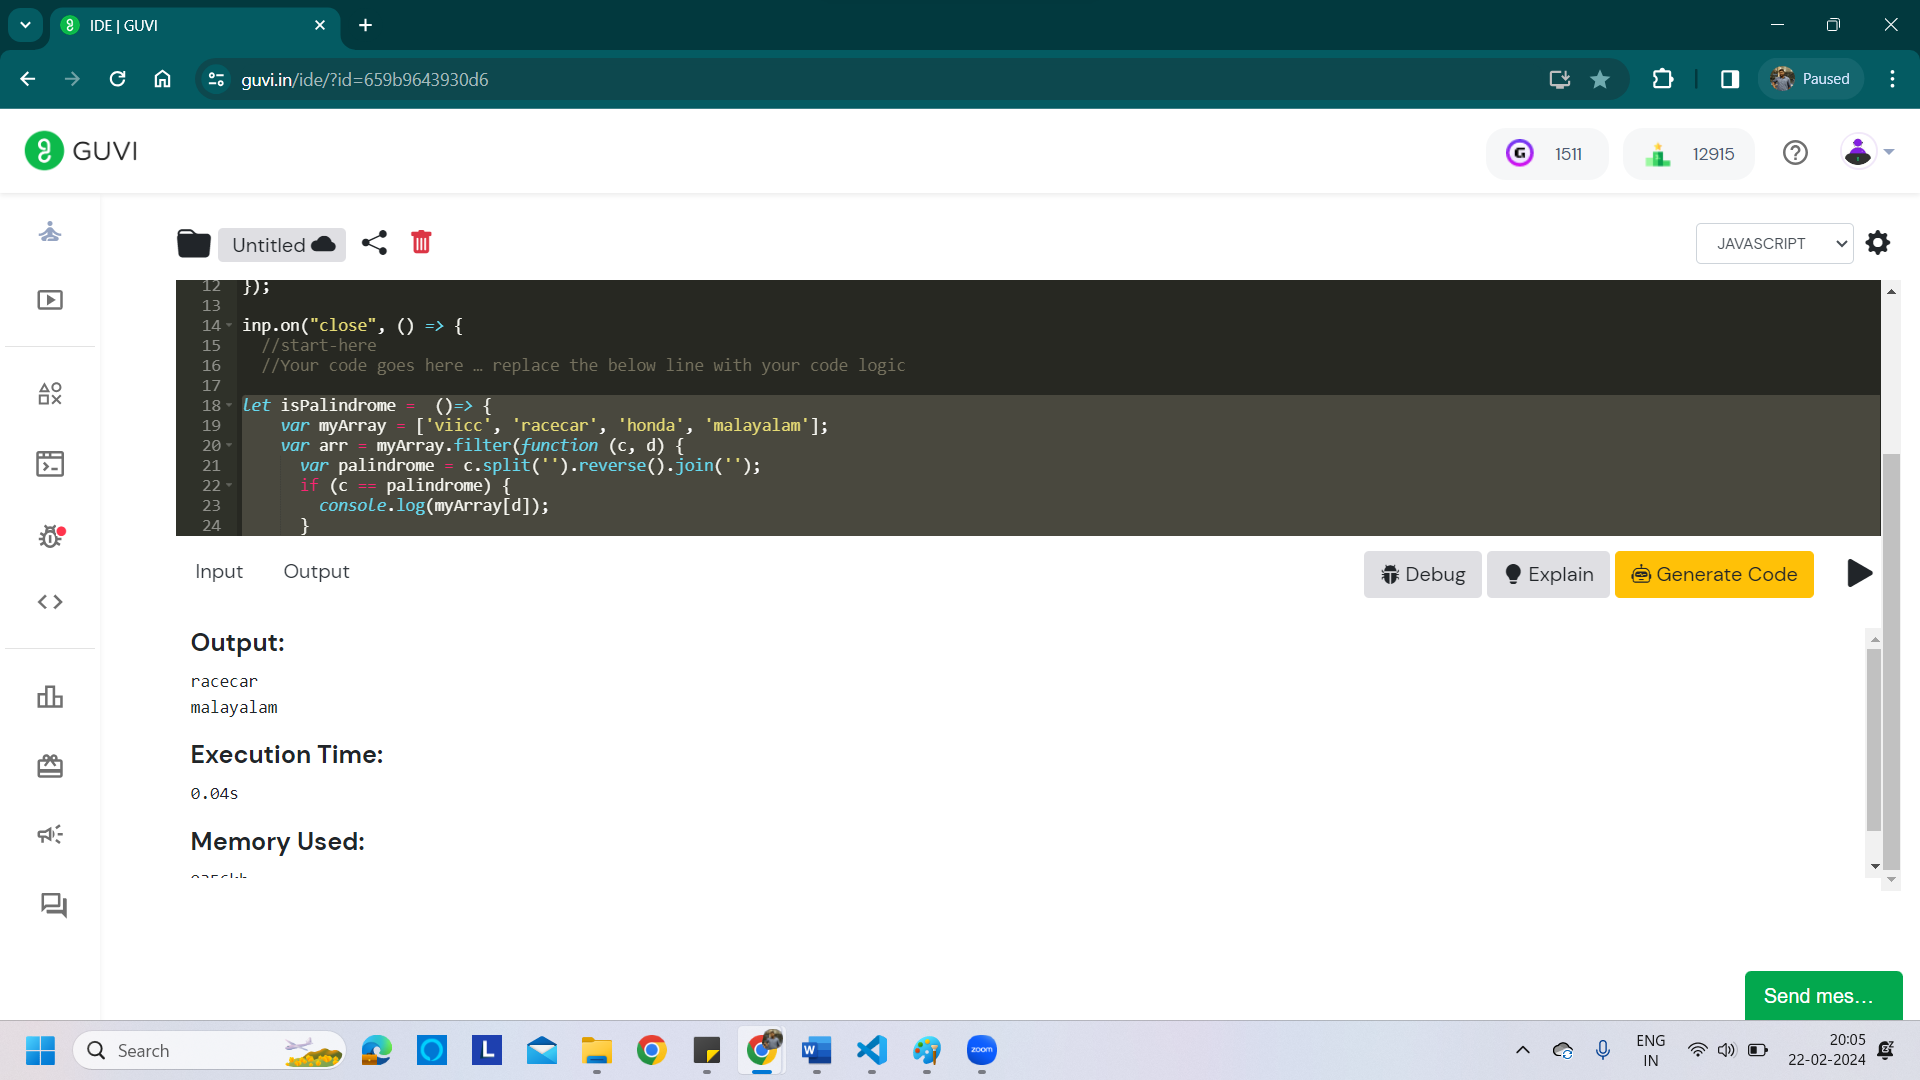 IDE | GUVI
guvi.in/ide/?id=659b9643930d6
Paused
GUVI
1511
12915
Untitled
JAVASCRIPT
12 });
13
14 inp.on("close", () => {
15 //start-here
16 //Your code goes here … replace the below line with your code logic
17
18 let isPalindrome =  ()=> {
19 var myArray = ['viicc', 'racecar', 'honda', 'malayalam'];
20 var arr = myArray.filter(function (c, d) {
21 var palindrome = c.split('').reverse().join('');
22 if (c == palindrome) {
23 console.log(myArray[d]);
24 }
Input Output
Debug Explain Generate Code
Output:
racecar
malayalam
Execution Time:
0.04s
Memory Used:
Send mes...
Search
ENG
IN
20:05
22-02-2024
zoom